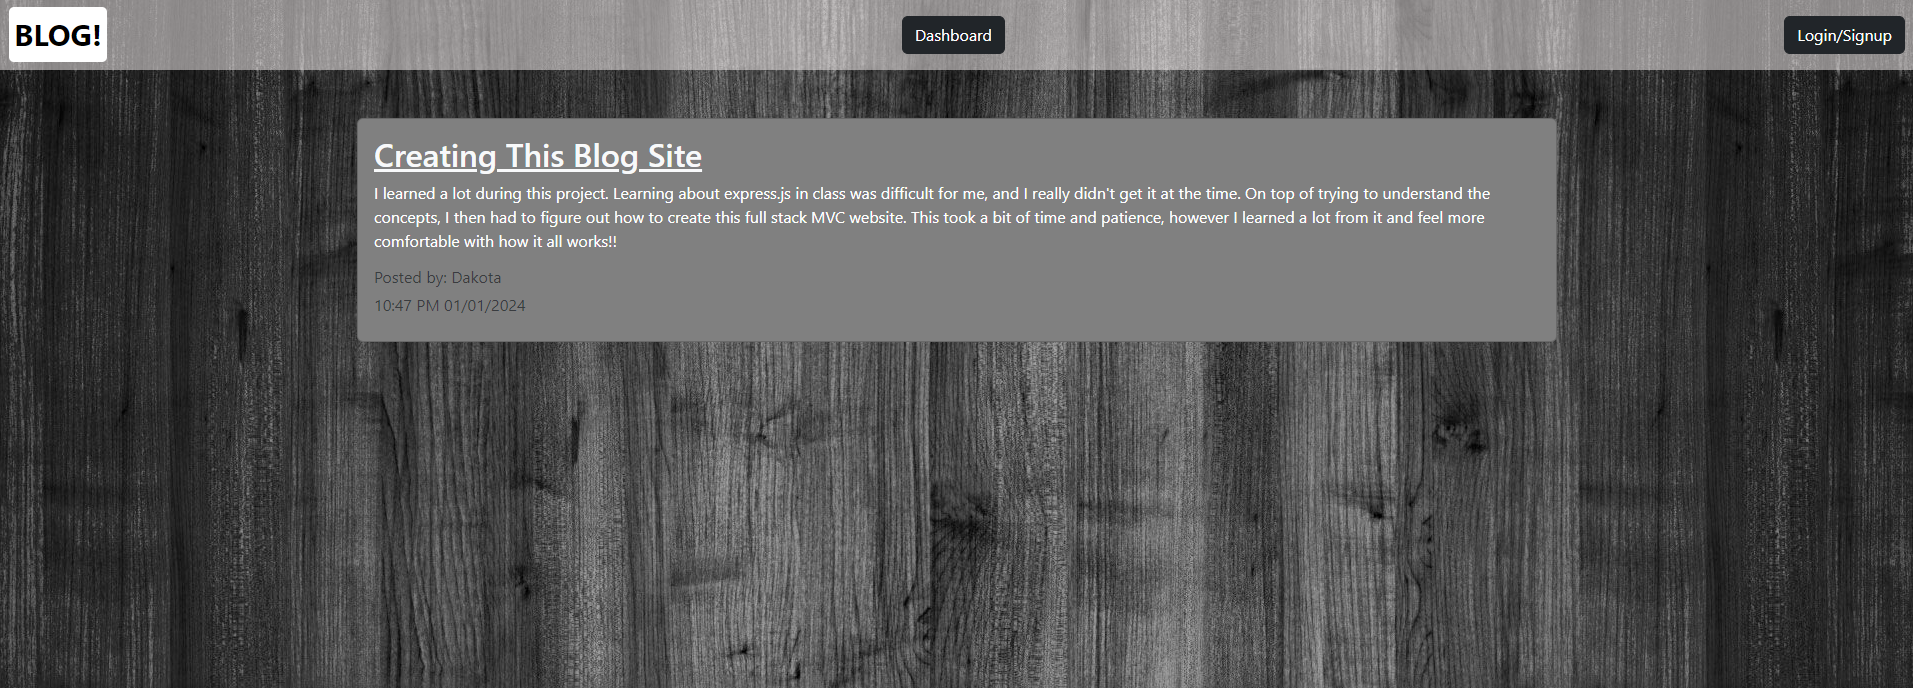 BLOG!
Dashboard
Login/Signup
Creating This Blog Site
I learned a lot during this project. Learning about express.js in class was difficult for me, and I really didn't get it at the time. On top of trying to understand the
concepts, I then had to figure out how to create this full stack MVC website. This took a bit of time and patience, however I learned a lot from it and feel more
comfortable with how it all works!!
Posted by: Dakota
10:47 PM 01/01/2024